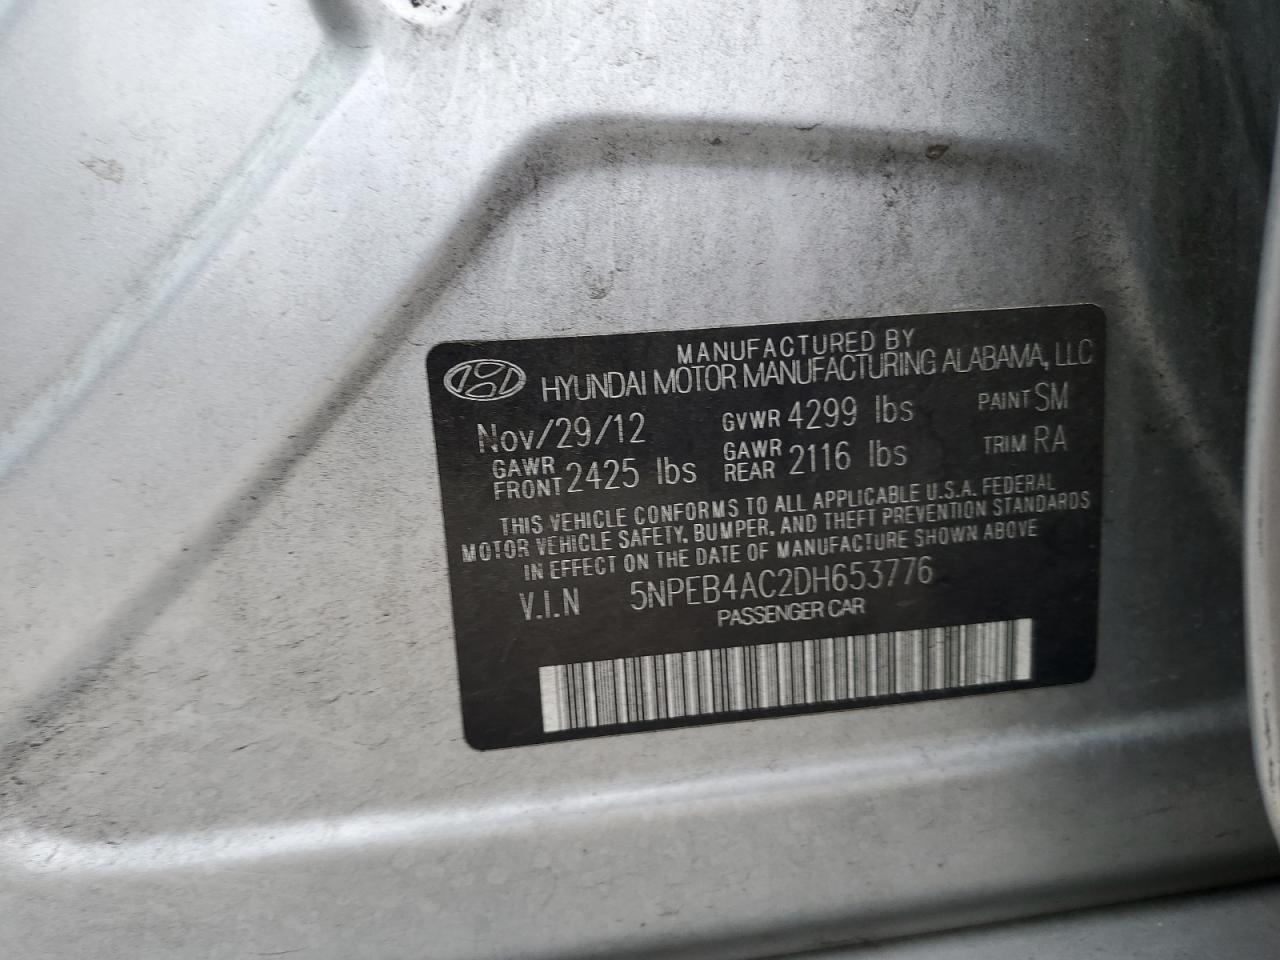 MANUFACTURED BY
HYUNDAI MOTOR MANUFACTURING ALABAMA, LLC
Nov/29/12 GVWR 4299 lbs PAINT SM
GAWR FRONT 2425 lbs GAWR REAR 2116 lbs TRIM RA
THIS VEHICLE CONFORMS TO ALL APPLICABLE U.S.A. FEDERAL
MOTOR VEHICLE SAFETY, BUMPER, AND THEFT PREVENTION STANDARDS
IN EFFECT ON THE DATE OF MANUFACTURE SHOWN ABOVE
V.I.N 5NPEB4AC2DH653776
PASSENGER CAR